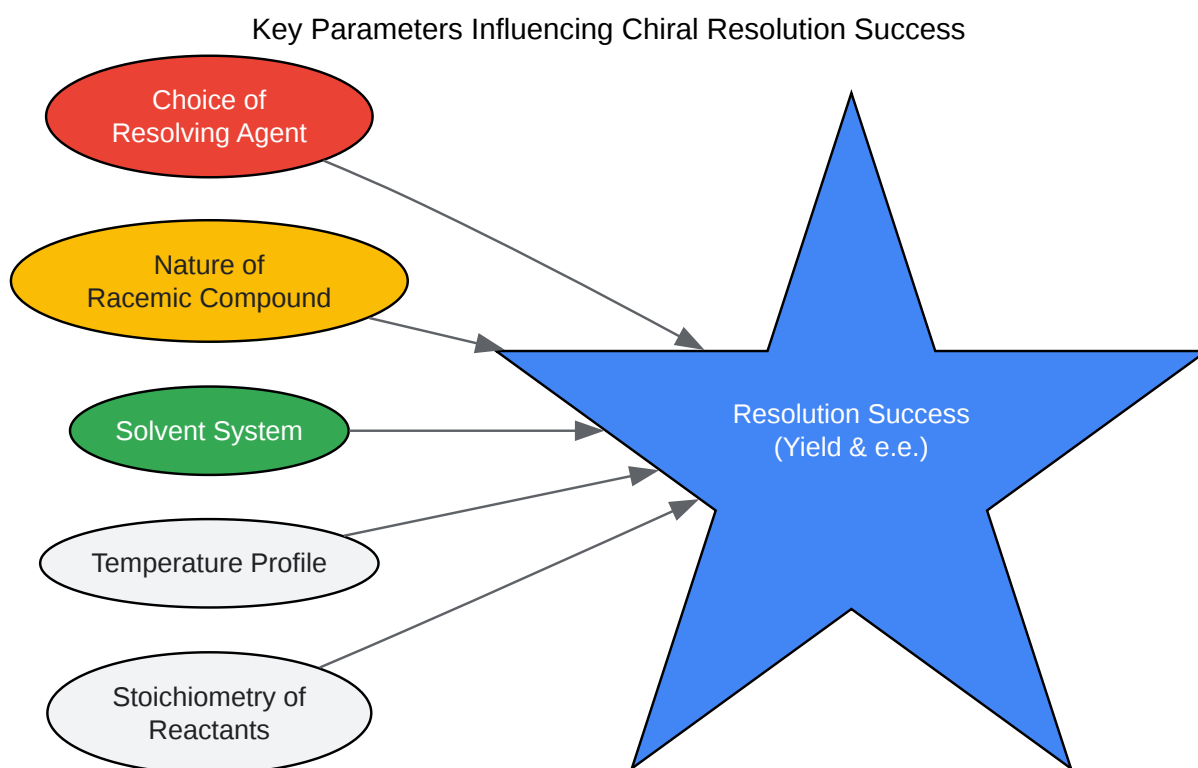 Key Parameters Influencing Chiral Resolution Success
Choice of
Resolving Agent
Nature of
Racemic Compound
Solvent System
Temperature Profile
Stoichiometry of
Reactants
Resolution Success
(Yield & e.e.)